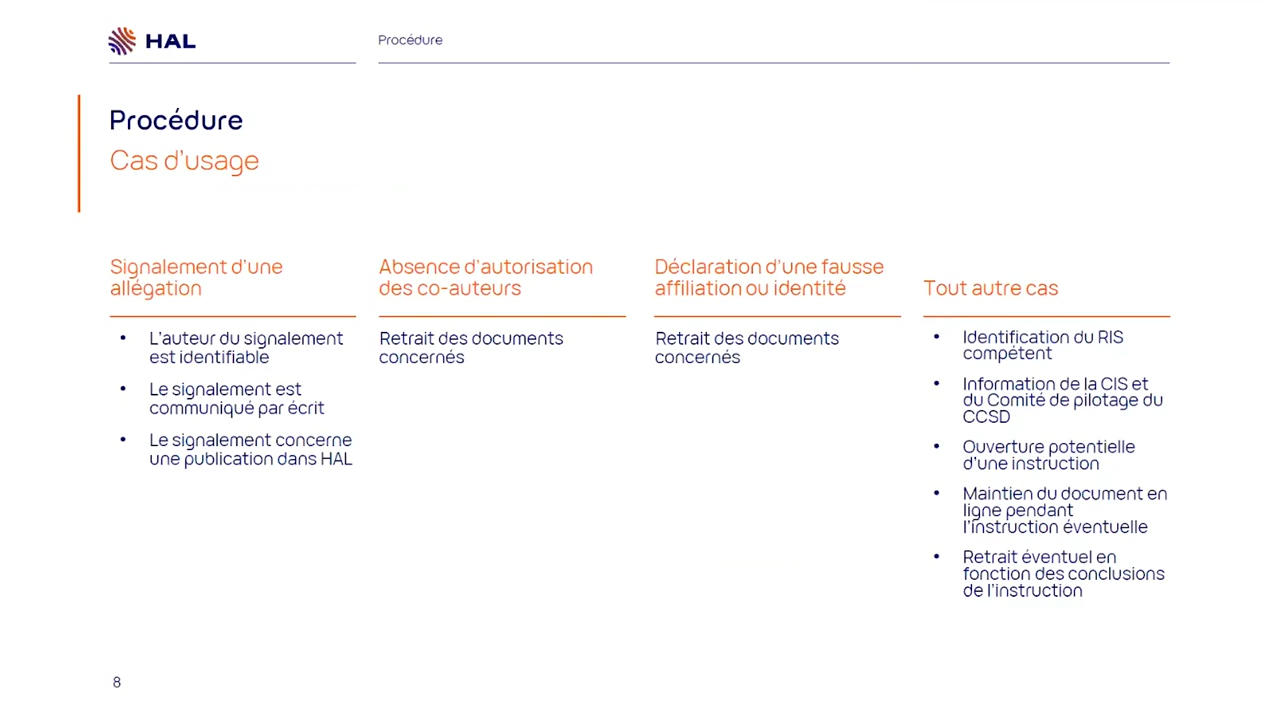 HAL
Procédure
Procédure
Cas d'usage
Signalement d'une
allégation
• L'auteur du signalement
est identifiable
• Le signalement est
communiqué par écrit
• Le signalement concerne
une publication dans HAL
Absence d'autorisation
des co-auteurs
Retrait des documents
concernés
Déclaration d'une fausse
affiliation ou identité
Retrait des documents
concernés
Tout autre cas
• Identification du RIS
compétent
• Information de la CIS et
du Comité de pilotage du
CCSD
• Ouverture potentielle
d'une instruction
• Maintien du document en
ligne pendant
l'instruction éventuelle
• Retrait éventuel en
fonction des conclusions
de l'instruction
8